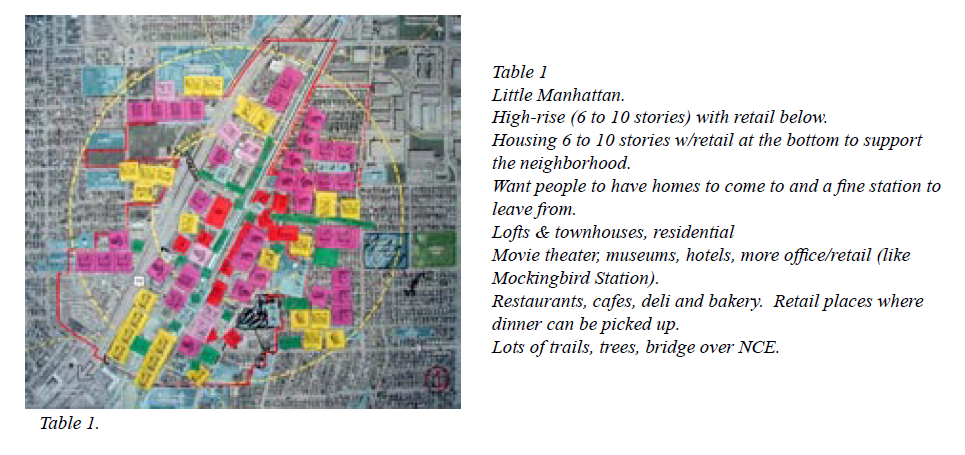 Table 1
Little Manhattan.
High-rise (6 to 10 stories) with retail below.
Housing 6 to 10 stories w/retail at the bottom to support
the neighborhood.
Want people to have homes to come to and a fine station to
leave from.
Lofts & townhouses, residential
Movie theater, museums, hotels, more office/retail (like
Mockingbird Station).
Restaurants, cafes, deli and bakery.  Retail places where
dinner can be picked up.
Lots of trails, trees, bridge over NCE.
Table 1.